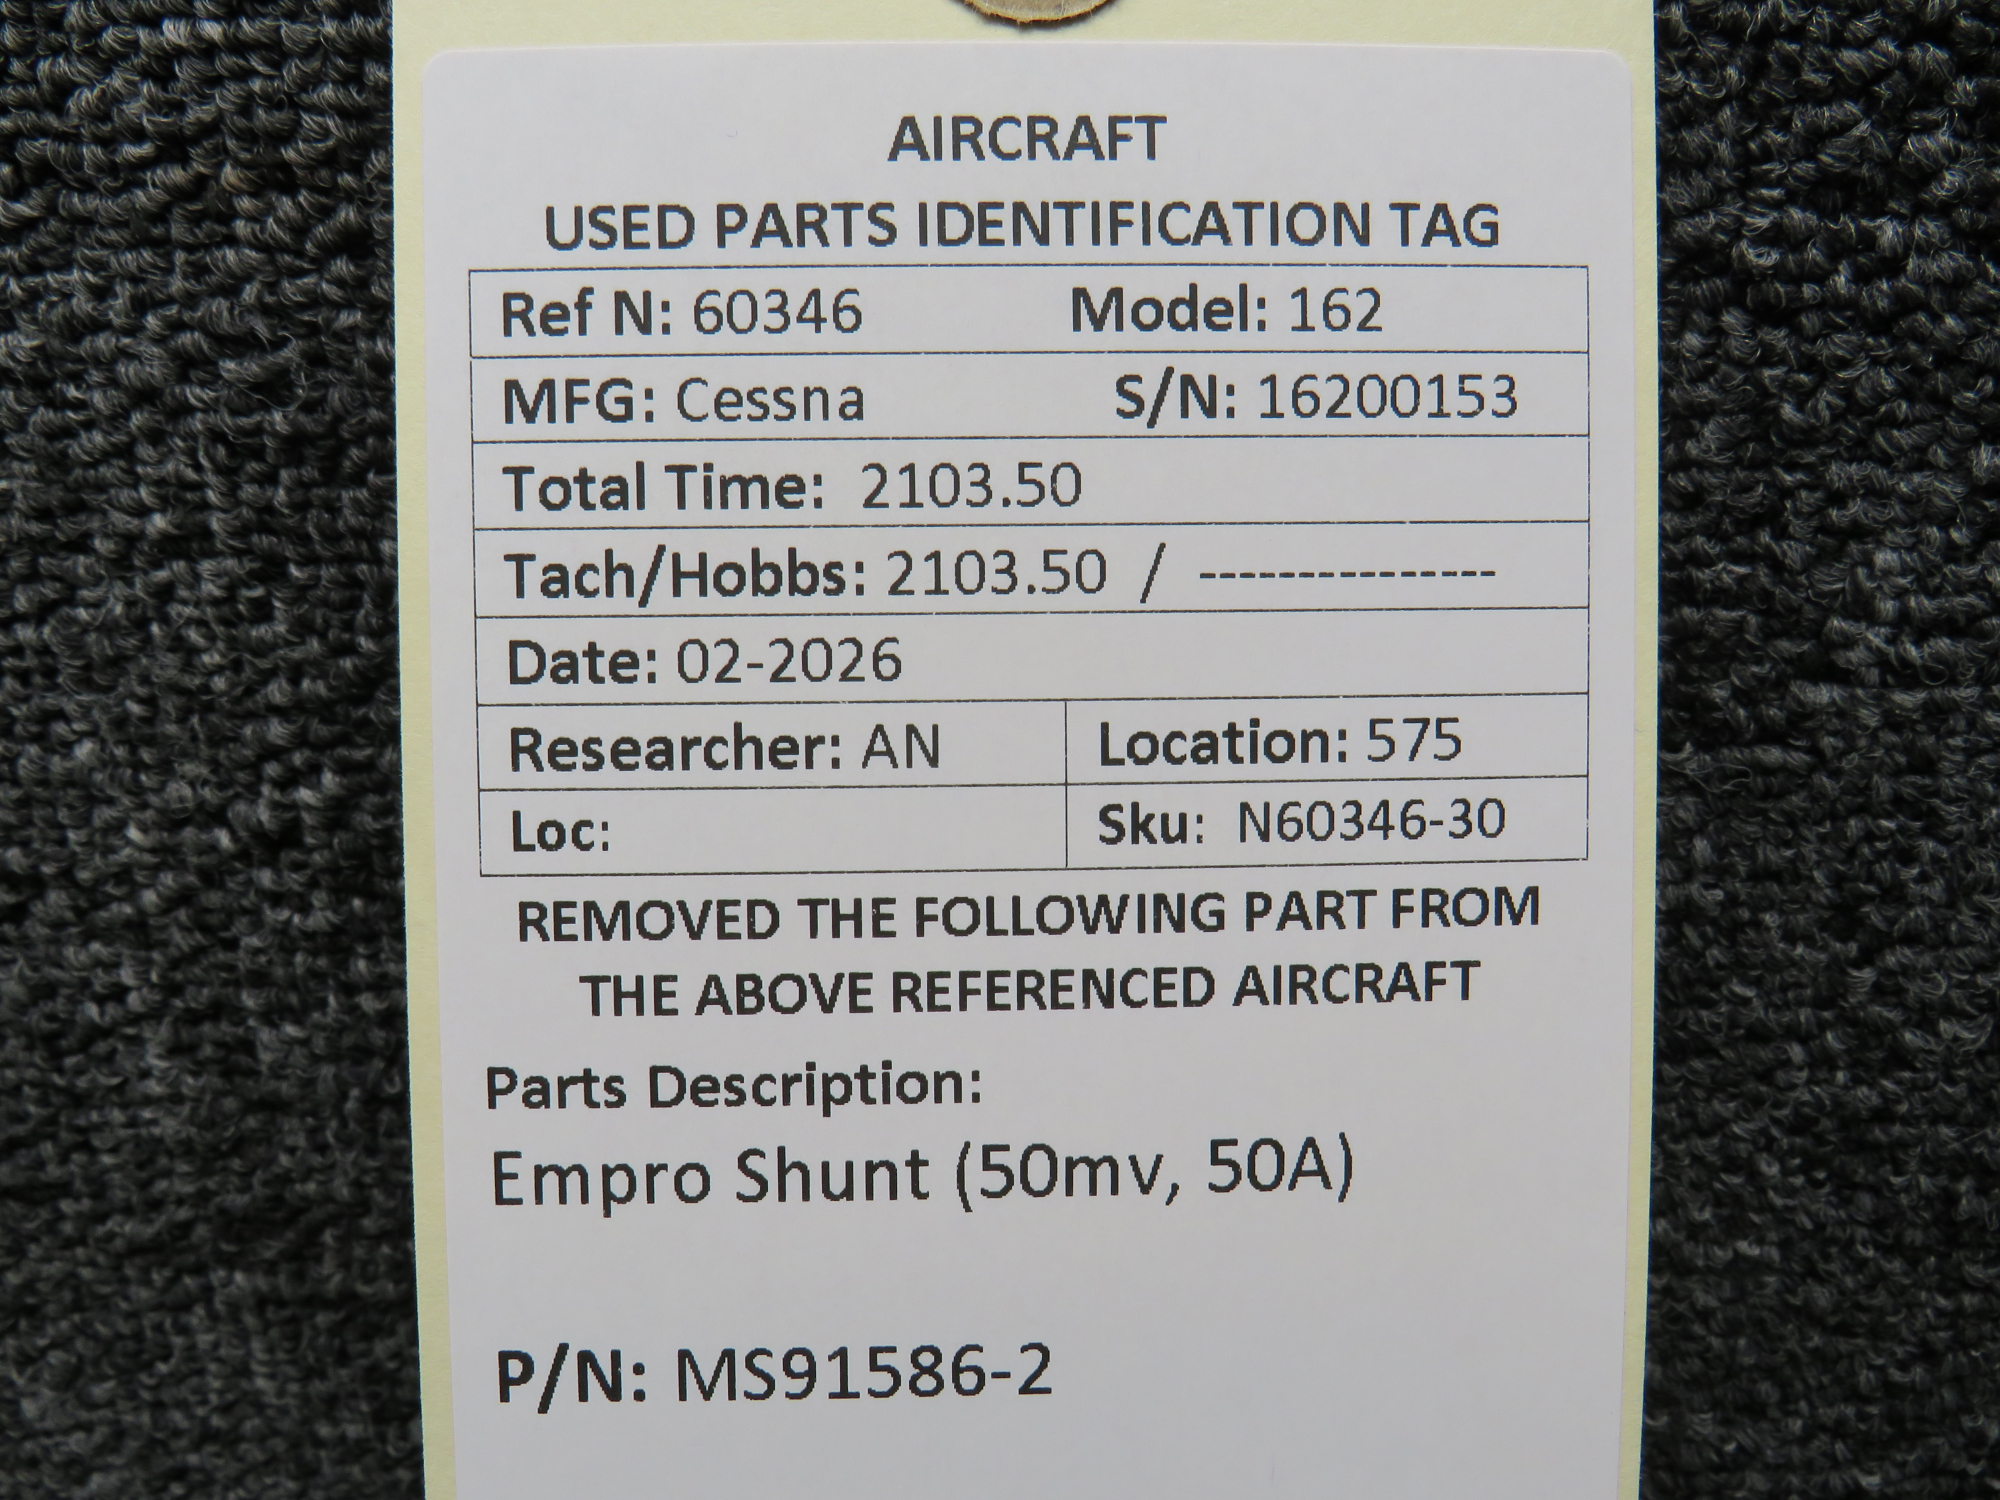 AIRCRAFT
USED PARTS IDENTIFICATION TAG
Ref N: 60346 Model: 162
MFG: Cessna S/N: 16200153
Total Time: 2103.50
Tach/Hobbs: 2103.50 / ---------------
Date: 02-2026
Researcher: AN Location: 575
Loc: Sku: N60346-30
REMOVED THE FOLLOWING PART FROM
THE ABOVE REFERENCED AIRCRAFT
Parts Description:
Empro Shunt (50mv, 50A)
P/N: MS91586-2